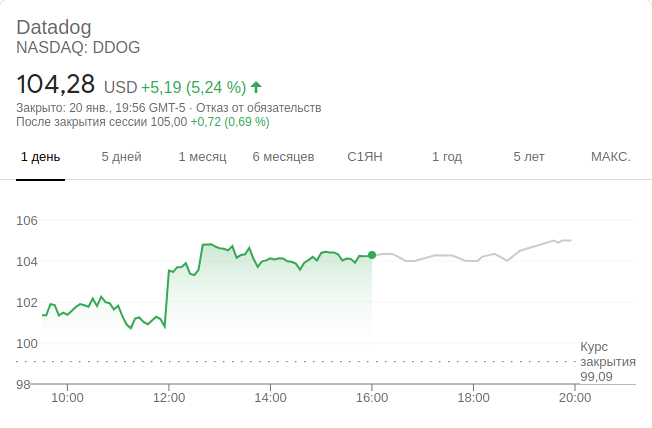 Datadog
NASDAQ: DDOG
104,28 USD +5,19 (5,24 %)
Закрыто: 20 янв., 19:56 GMT-5 · Отказ от обязательств
После закрытия сессии 105,00 +0,72 (0,69 %)
1 день 5 дней 1 месяц 6 месяцев С1ЯН 1 год 5 лет МАКС.
106
104
102
100
Курс
закрытия
99,09
98
10:00 12:00 14:00 16:00 18:00 20:00